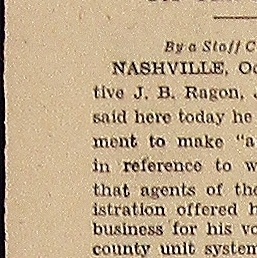 By a Staff C
NASHVILLE, Oc
tive J. B. Ragon, J
said here today he
ment to make "a
in reference to w
that agents of the
istration offered h
business for his vo
county unit system